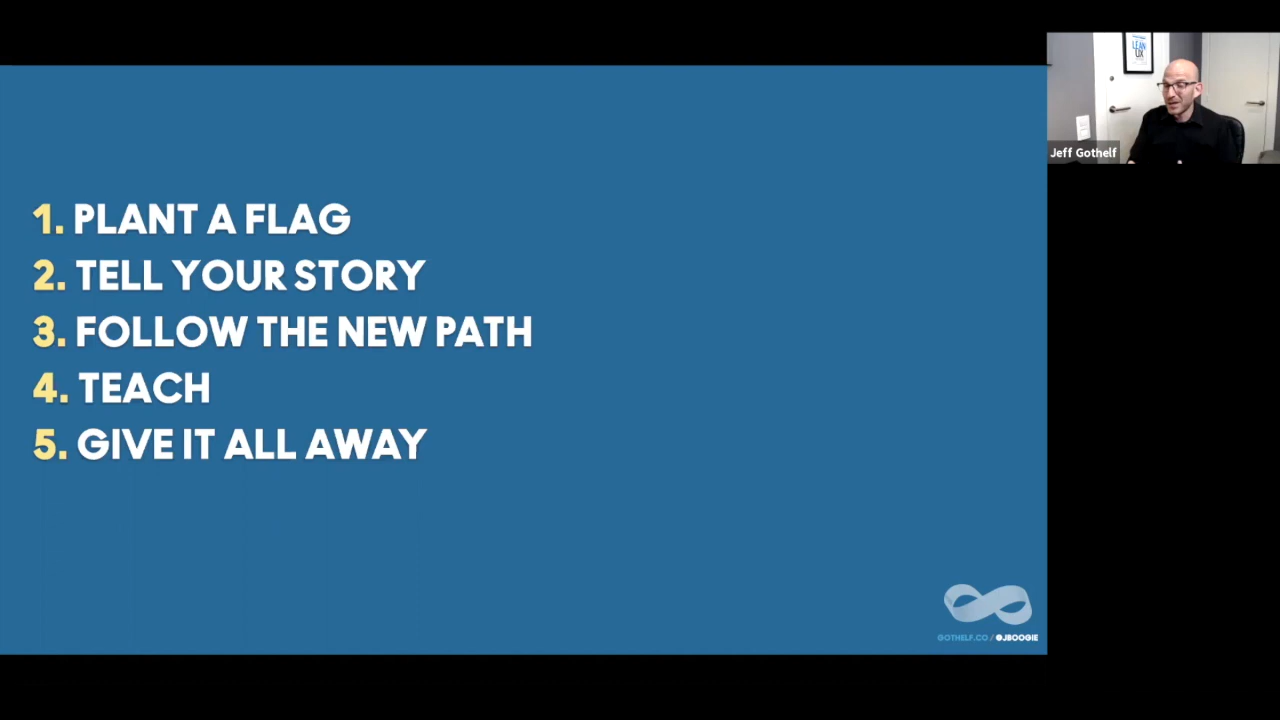 1. PLANT A FLAG
2. TELL YOUR STORY
3. FOLLOW THE NEW PATH
4. TEACH
5. GIVE IT ALL AWAY
GOTHELF.CO / @JBOOGIE
LEAN
UX
Jeff Gothelf